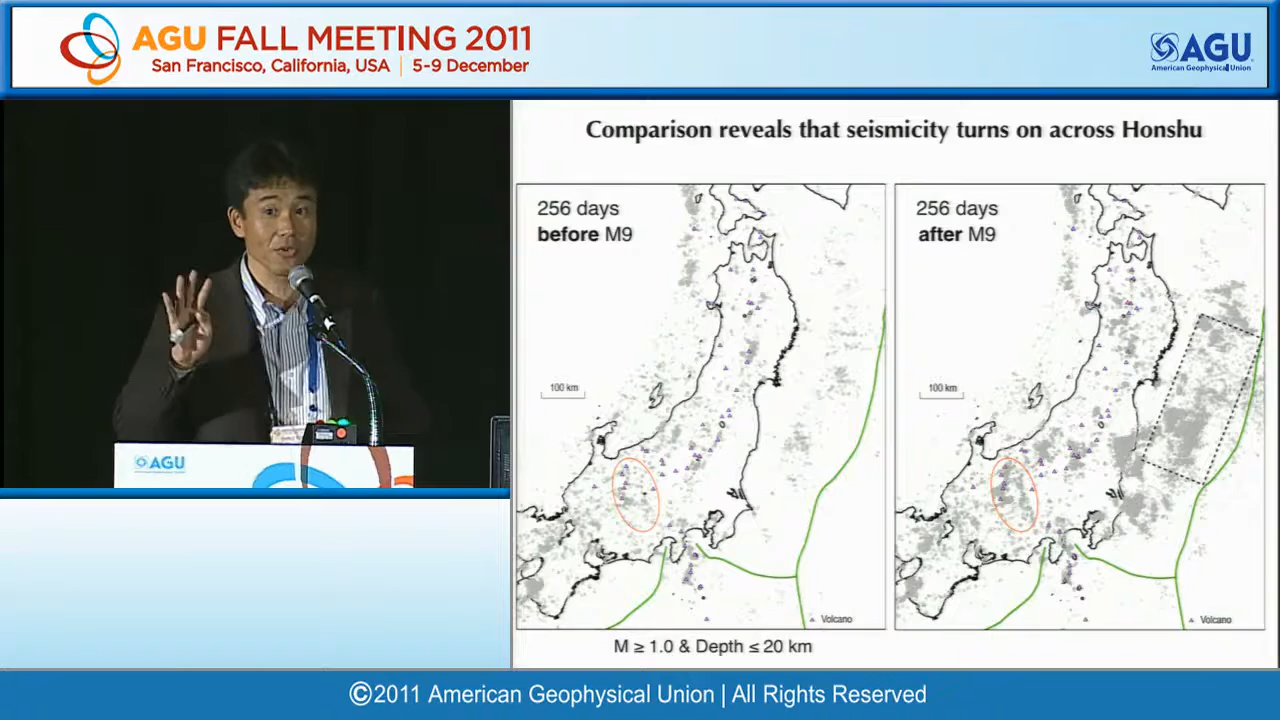 AGU FALL MEETING 2011
San Francisco, California, USA | 5-9 December
AGU
American Geophysical Union
Comparison reveals that seismicity turns on across Honshu
256 days
before M9
100 km
Volcano
256 days
after M9
100 km
Volcano
M ≥ 1.0 & Depth ≤ 20 km
AGU
©2011 American Geophysical Union | All Rights Reserved